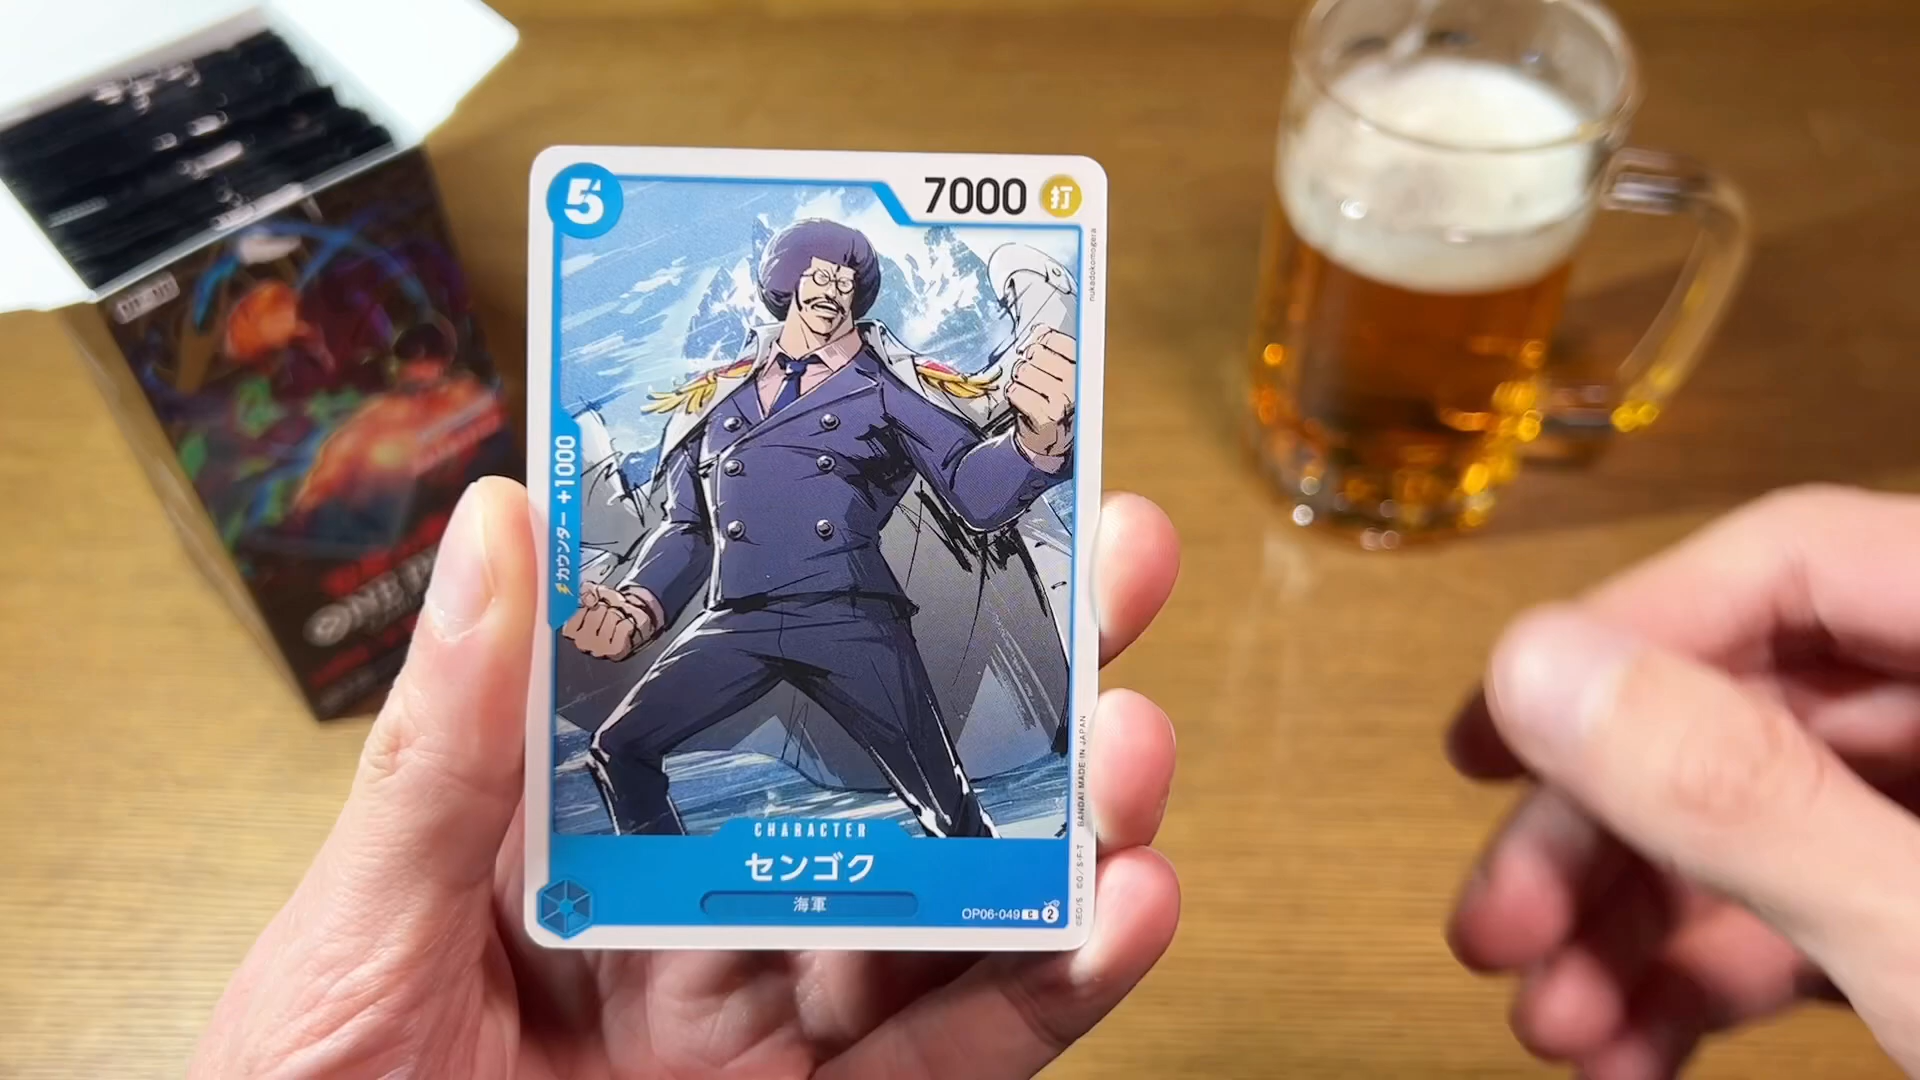 5
7000 打
nukadokomogera
カウンター +1000
CHARACTER
センゴク
海軍
OP06-049 C 2
©E.O/S. ©O/S.F-T BANDAI MADE IN JAPAN